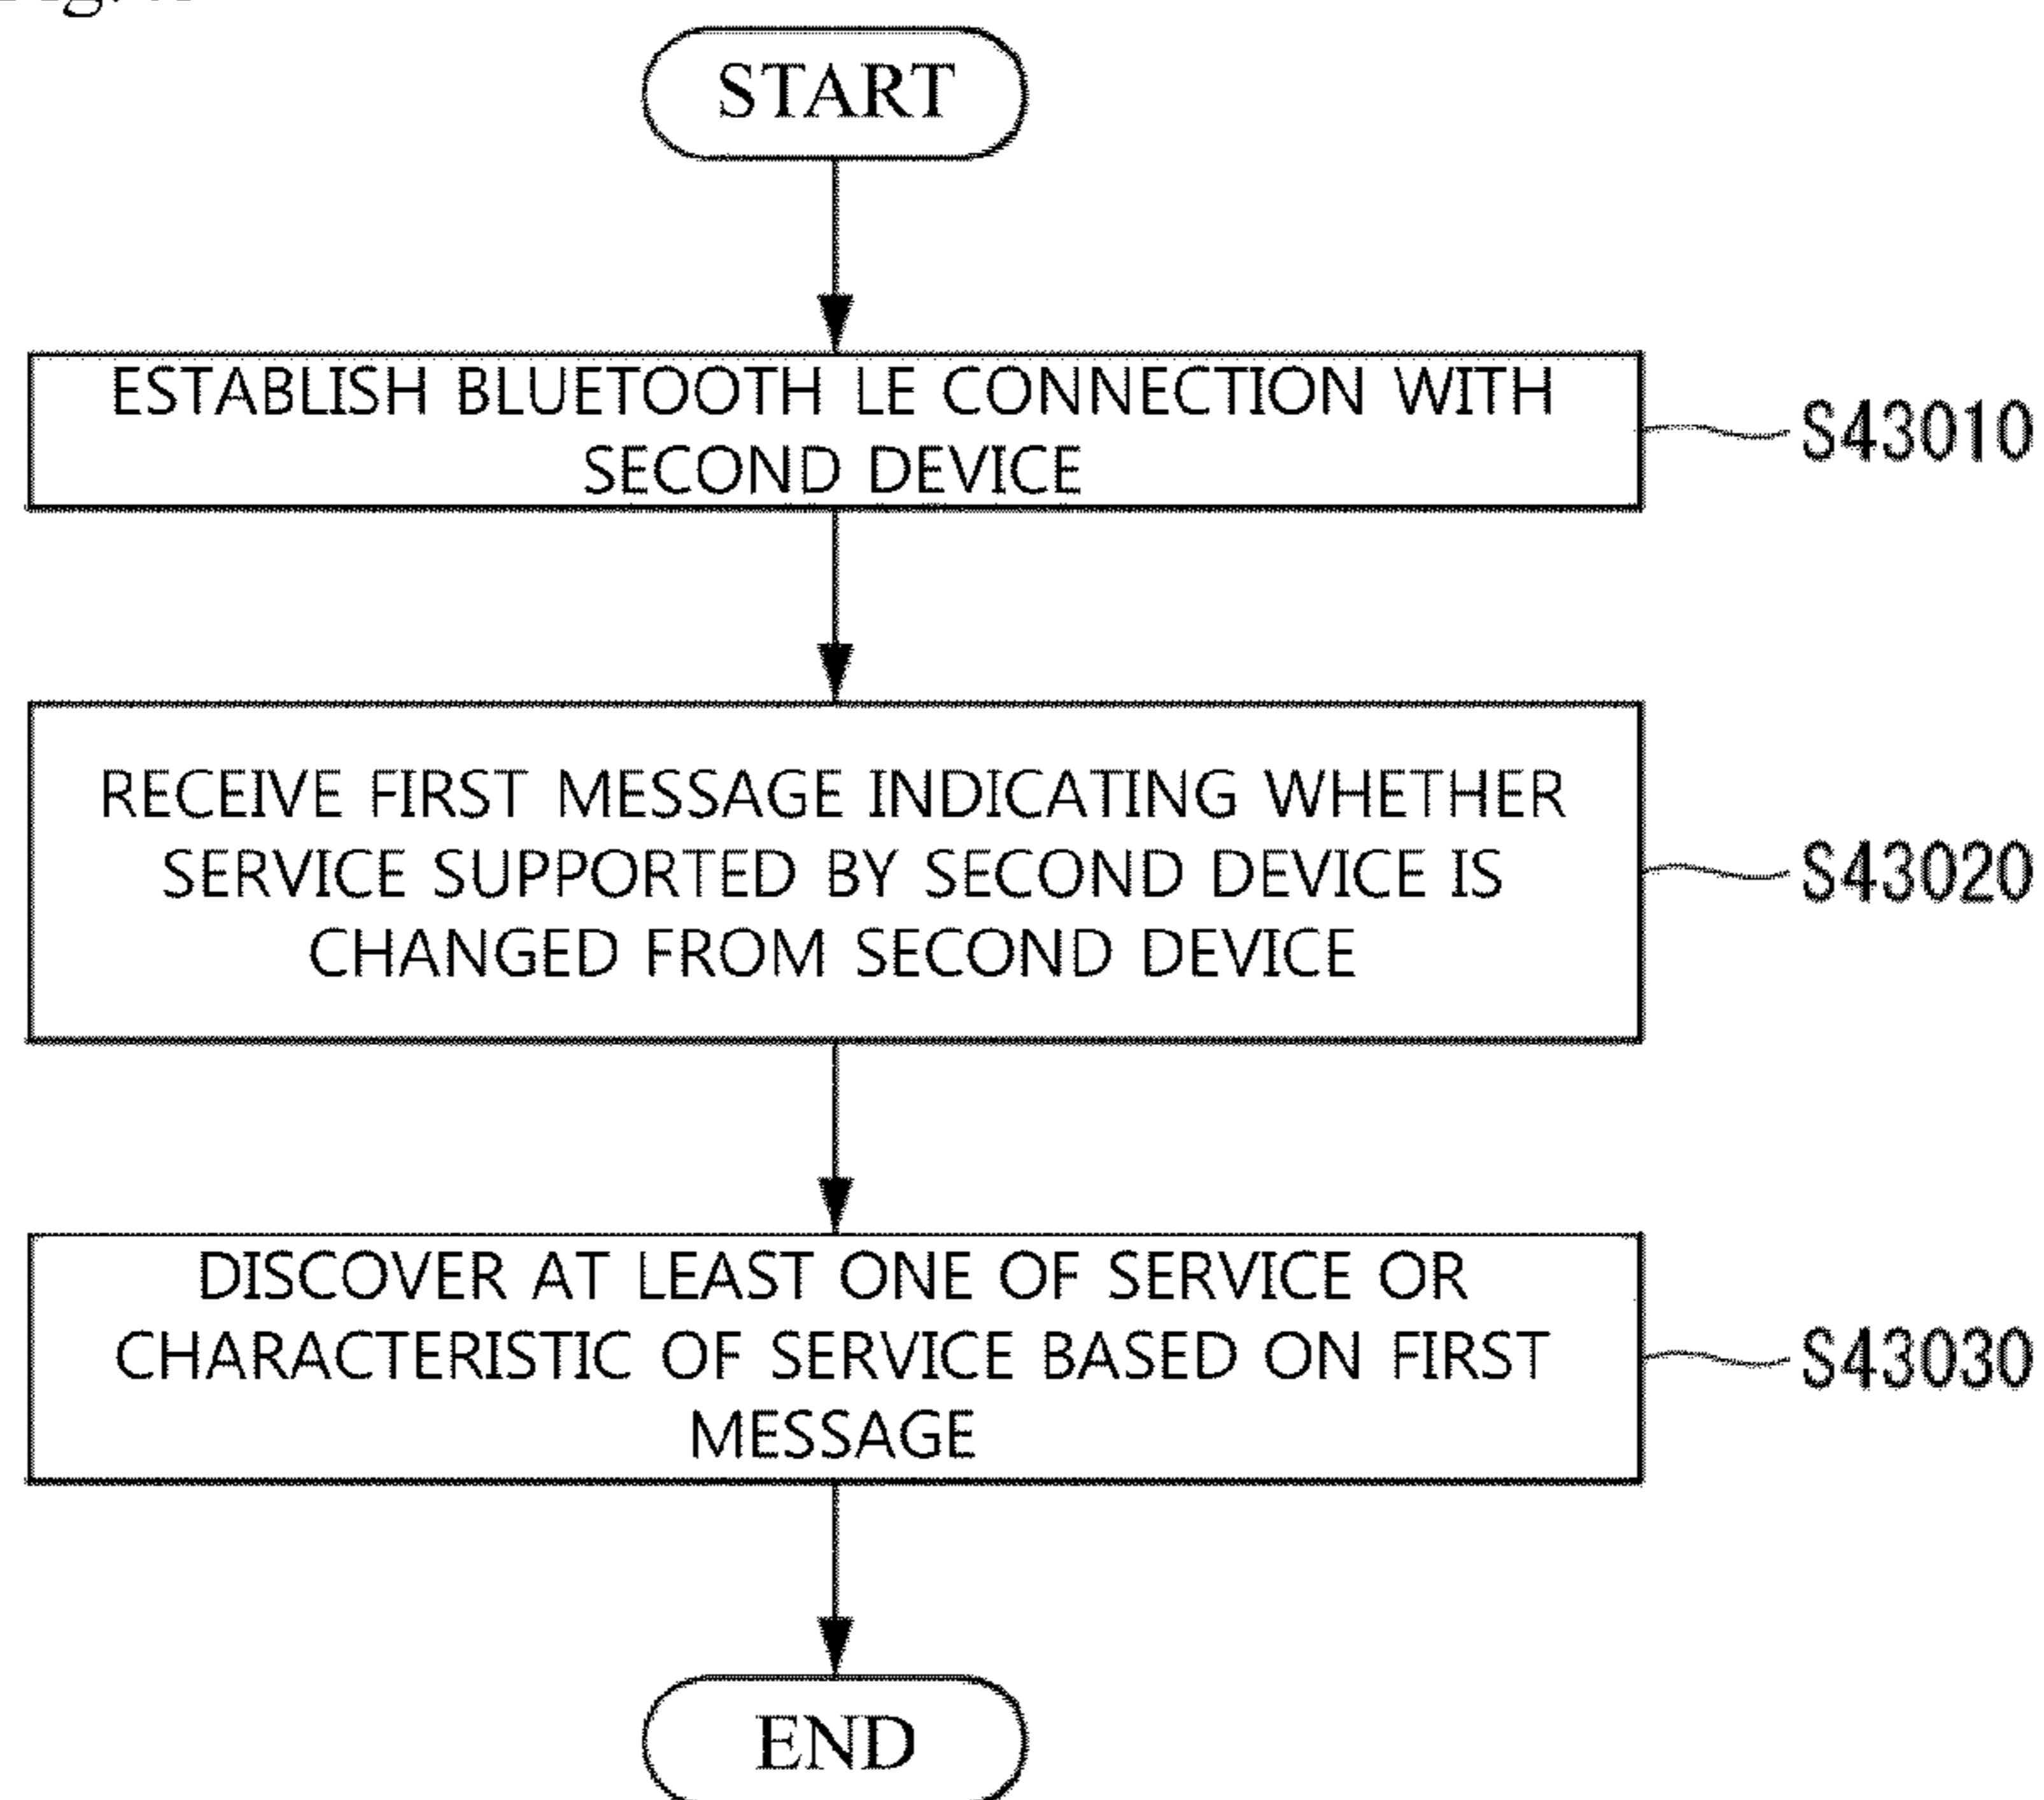 START
ESTABLISH BLUETOOTH LE CONNECTION WITH
SECOND DEVICE
S43010
RECEIVE FIRST MESSAGE INDICATING WHETHER
SERVICE SUPPORTED BY SECOND DEVICE IS
CHANGED FROM SECOND DEVICE
S43020
DISCOVER AT LEAST ONE OF SERVICE OR
CHARACTERISTIC OF SERVICE BASED ON FIRST
MESSAGE
S43030
END